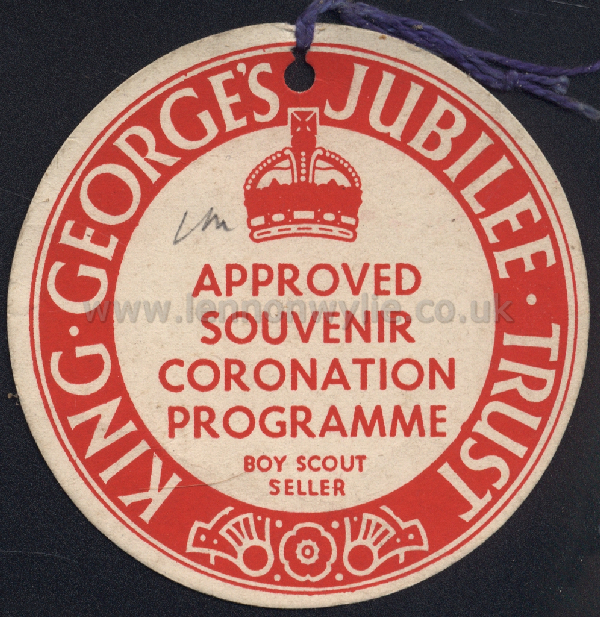 KING · GEORGE'S JUBILEE · TRUST
APPROVED
SOUVENIR
CORONATION
PROGRAMME
BOY SCOUT
SELLER
www.lennonwylie.co.uk